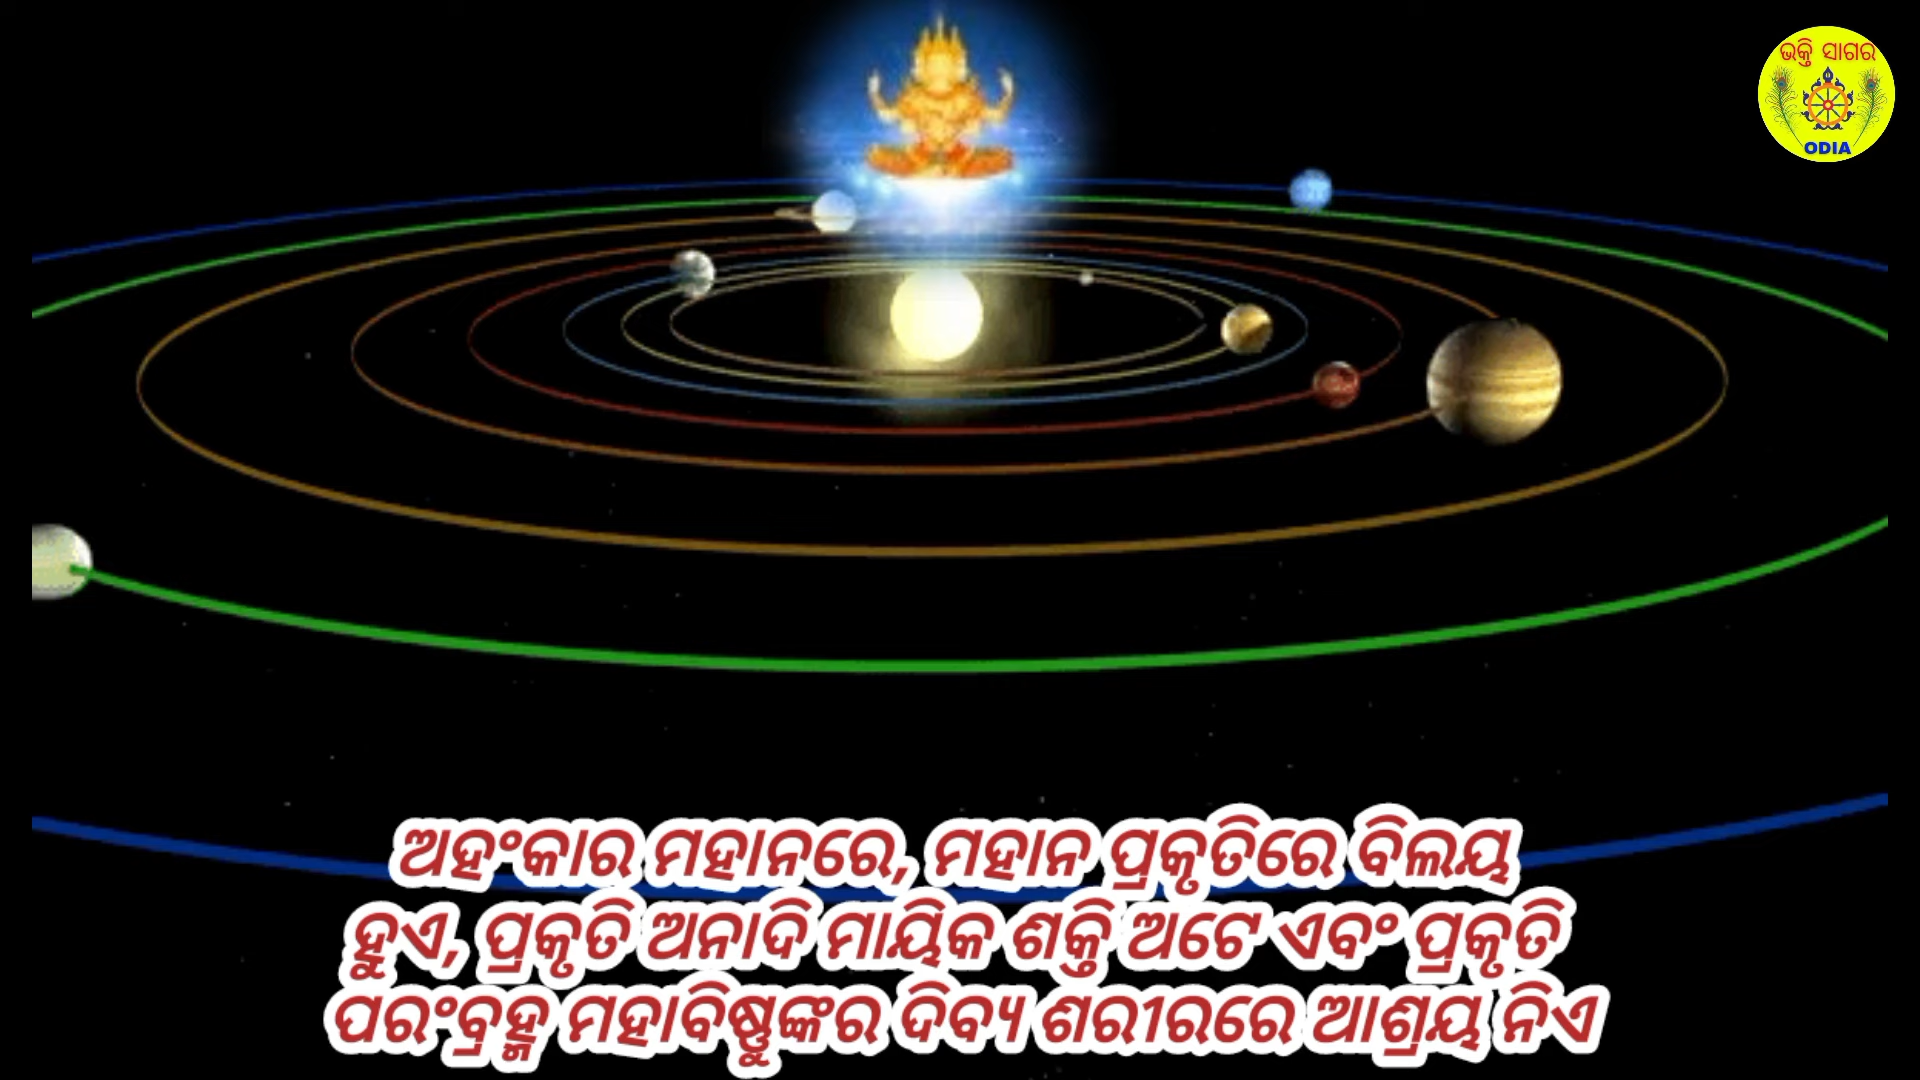 ଭକ୍ତି ସାଗର
ODIA
ଅହଂକାର ମହାନରେ, ମହାନ ପ୍ରକୃତିରେ ବିଲୟ
ହୁଏ, ପ୍ରକୃତି ଅନାଦି ମାୟିକ ଶକ୍ତି ଅଟେ ଏବଂ ପ୍ରକୃତି
ପରଂବ୍ରହ୍ମ ମହାବିଷ୍ଣୁଙ୍କର ଦିବ୍ୟ ଶରୀରରେ ଆଶ୍ରୟ ନିଏ